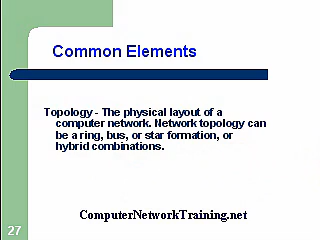 Common Elements
Topology - The physical layout of a
computer network. Network topology can
be a ring, bus, or star formation, or
hybrid combinations.
ComputerNetworkTraining.net
27